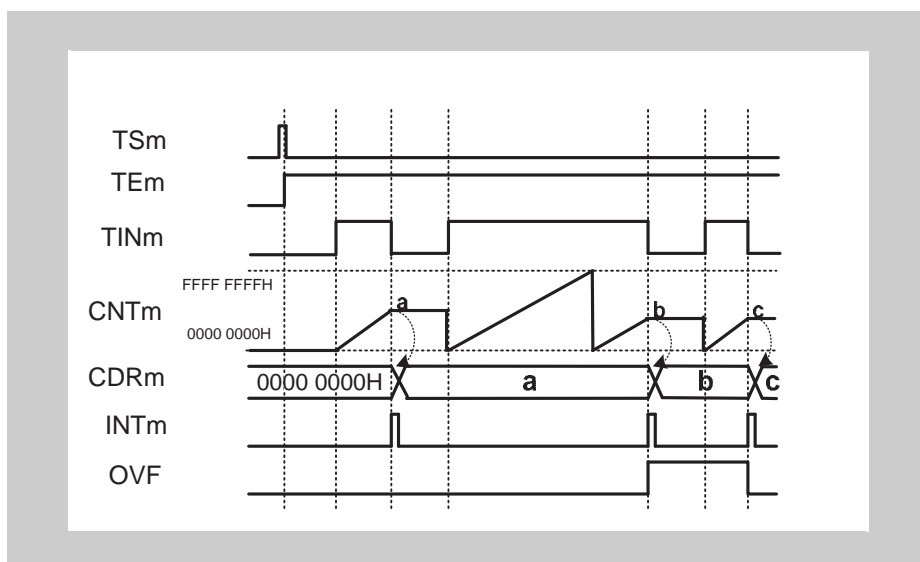 TSm
TEm
TINm
FFFF FFFFH
CNTm
a
b
c
0000 0000H
CDRm
0000 0000H
a
b
c
INTm
OVF